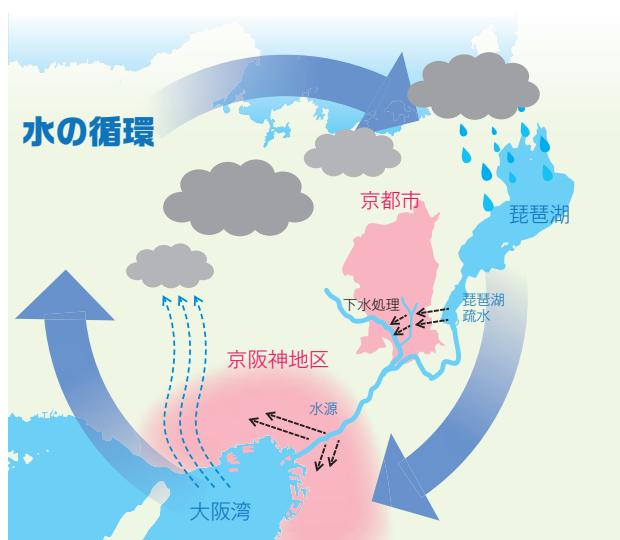 水の循環
京都市
琵琶湖
下水処理
琵琶湖
疏水
京阪神地区
水源
大阪湾